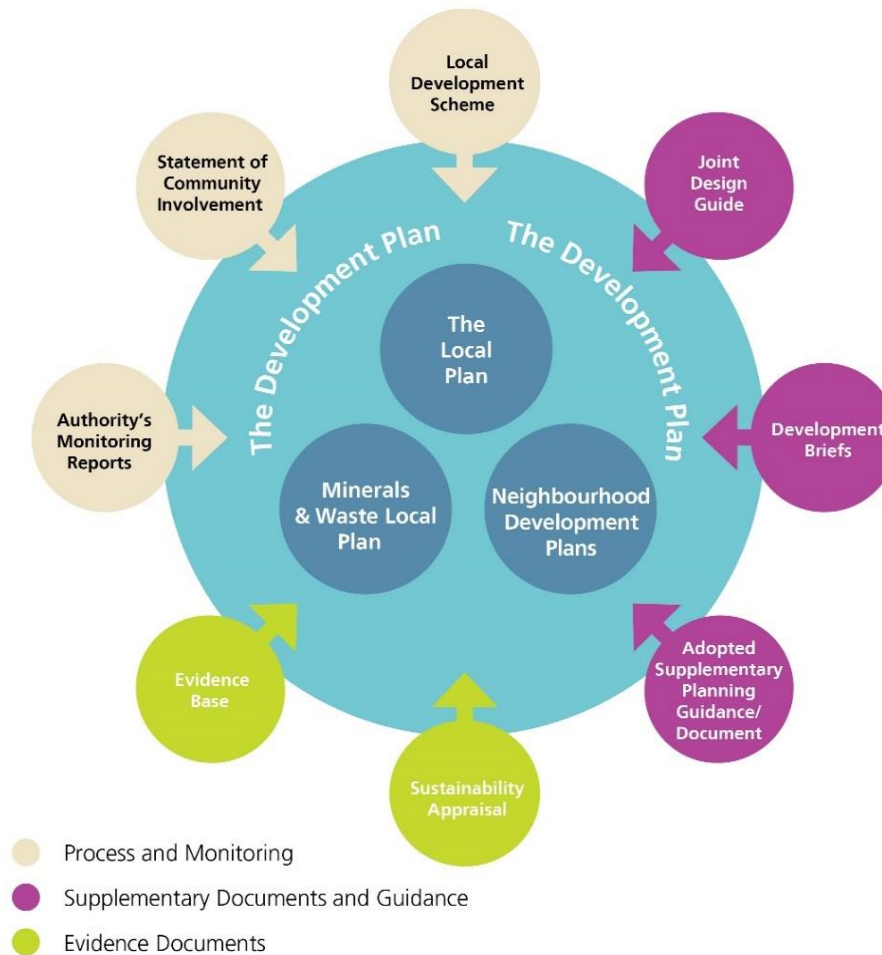 Local
Development
Scheme
Statement of
Community
Involvement
Joint
Design
Guide
The Development Plan
The Development Plan
The
Local
Plan
Authority's
Monitoring
Reports
Development
Briefs
Minerals
& Waste Local
Plan
Neighbourhood
Development
Plans
Evidence
Base
Adopted
Supplementary
Planning
Guidance/
Document
Sustainability
Appraisal
Process and Monitoring
Supplementary Documents and Guidance
Evidence Documents